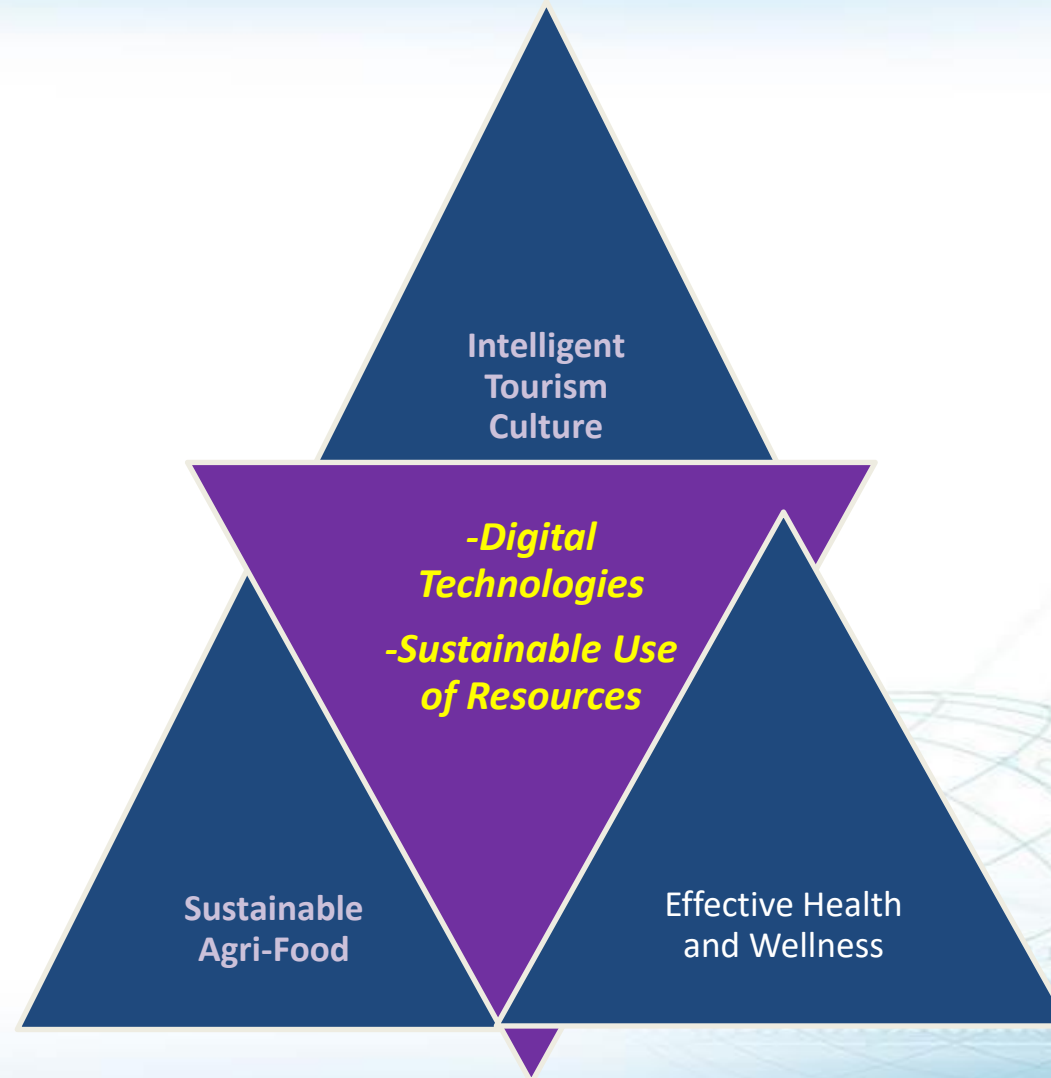 Intelligent
Tourism
Culture
-Digital
Technologies
-Sustainable Use
of Resources
Sustainable
Agri-Food
Effective Health
and Wellness